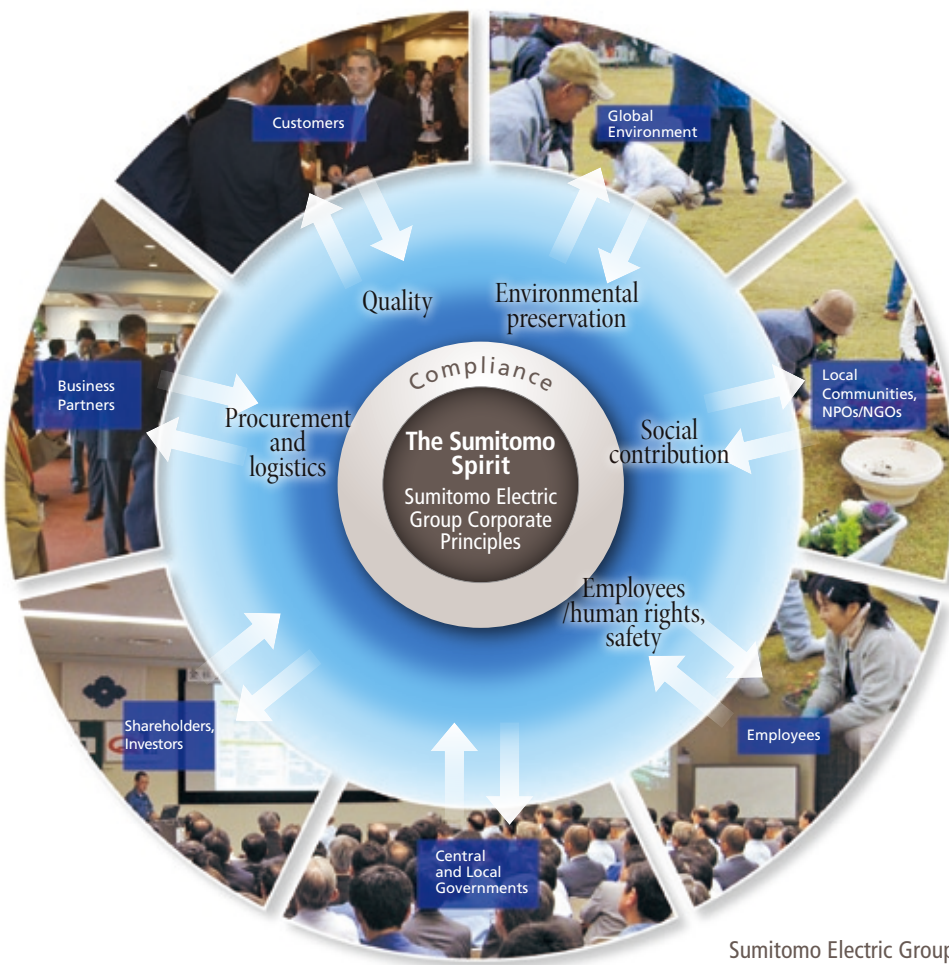 Customers
Global
Environment
Quality
Environmental
preservation
Business
Partners
Local
Communities,
NPOs/NGOs
Compliance
Procurement
and
logistics
The Sumitomo
Spirit
Sumitomo Electric
Group Corporate
Principles
Social
contribution
Employees
/human rights,
safety
Shareholders,
Investors
Employees
Central
and Local
Governments
Sumitomo Electric Group